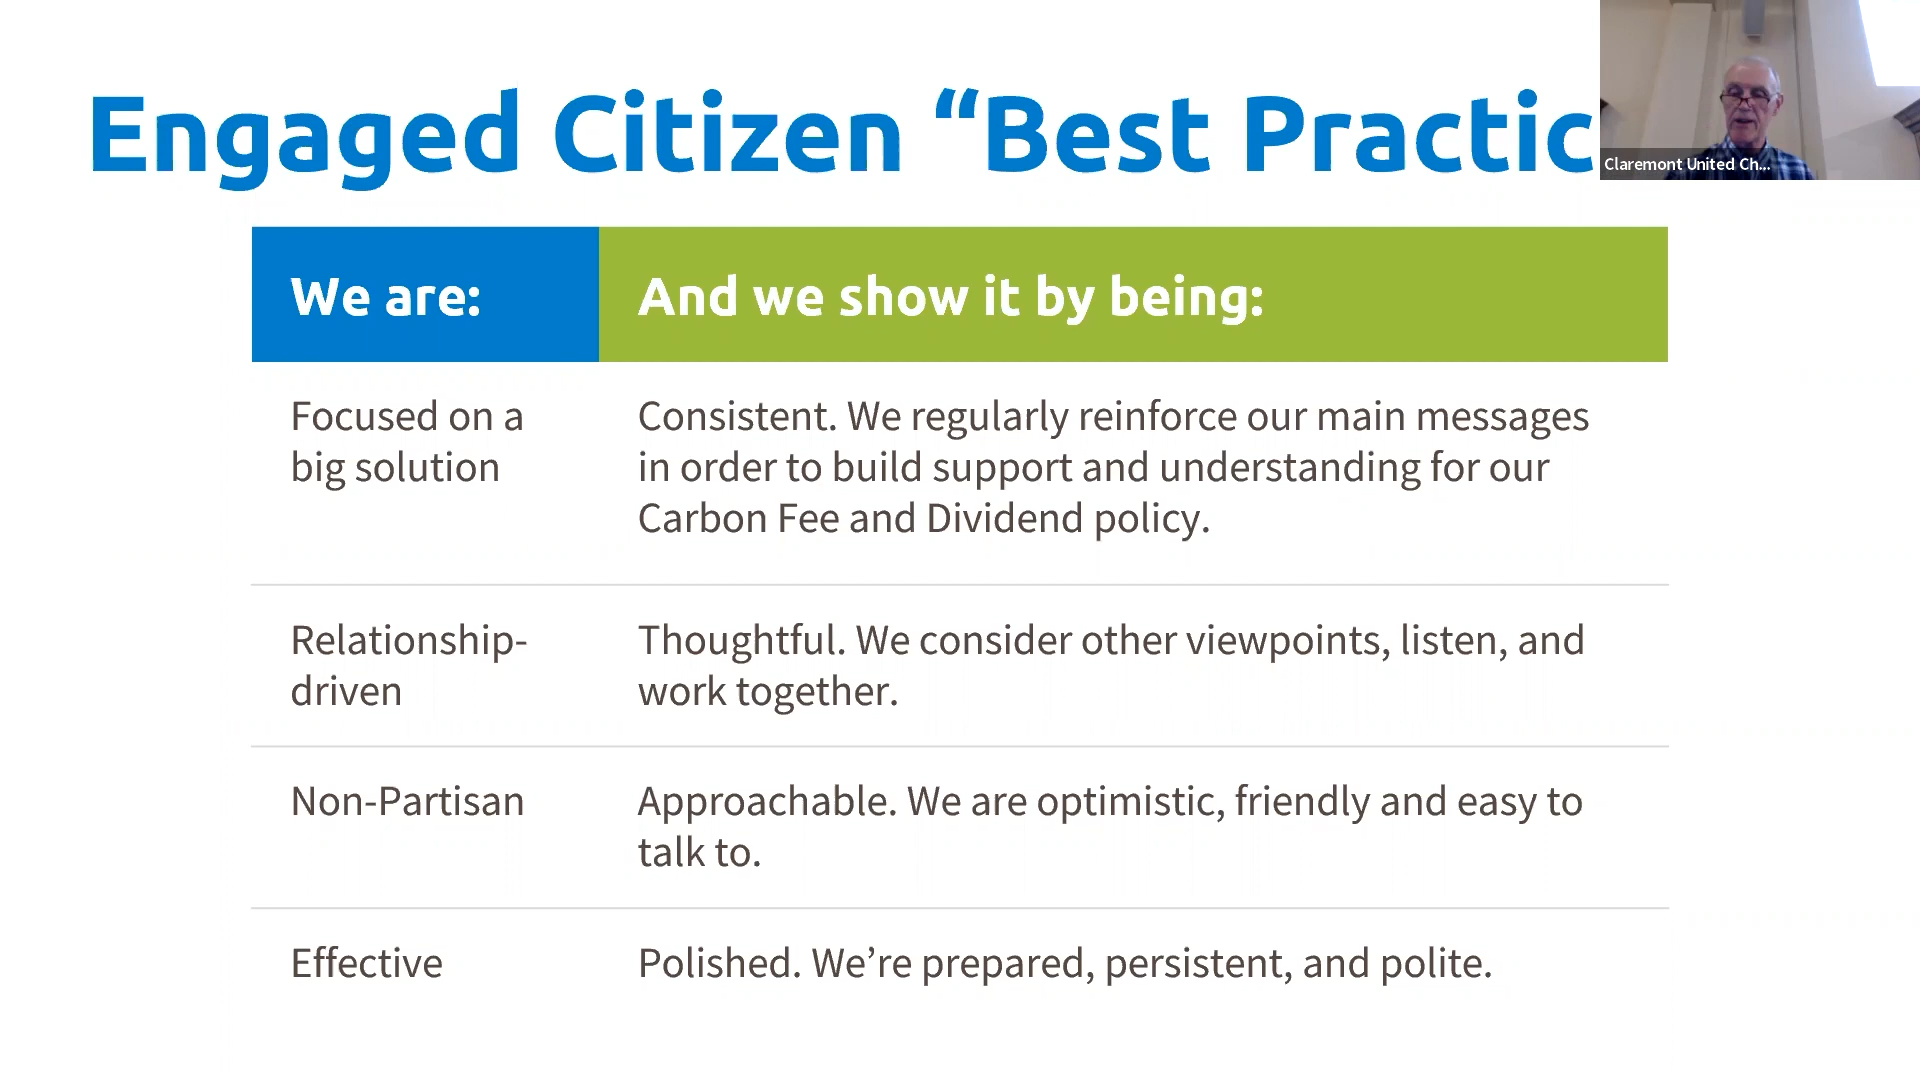 Engaged Citizen “Best Practic
Claremont United Ch...
We are:
And we show it by being:
Focused on a
big solution
Consistent. We regularly reinforce our main messages
in order to build support and understanding for our
Carbon Fee and Dividend policy.
Relationship-
driven
Thoughtful. We consider other viewpoints, listen, and
work together.
Non-Partisan
Approachable. We are optimistic, friendly and easy to
talk to.
Effective
Polished. We’re prepared, persistent, and polite.